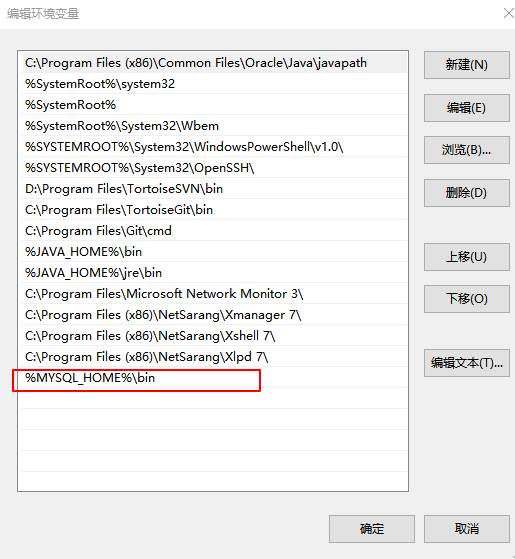 编辑环境变量
C:\Program Files (x86)\Common Files\Oracle\Java\javapath
%SystemRoot%\system32
%SystemRoot%
%SystemRoot%\System32\Wbem
%SYSTEMROOT%\System32\WindowsPowerShell\v1.0\
%SYSTEMROOT%\System32\OpenSSH\
D:\Program Files\TortoiseSVN\bin
C:\Program Files\TortoiseGit\bin
C:\Program Files\Git\cmd
%JAVA_HOME%\bin
%JAVA_HOME%\jre\bin
C:\Program Files\Microsoft Network Monitor 3\
C:\Program Files (x86)\NetSarang\Xmanager 7\
C:\Program Files (x86)\NetSarang\Xshell 7\
C:\Program Files (x86)\NetSarang\Xlpd 7\
%MYSQL_HOME%\bin
新建(N)
编辑(E)
浏览(B)...
删除(D)
上移(U)
下移(O)
编辑文本(T)...
确定
取消